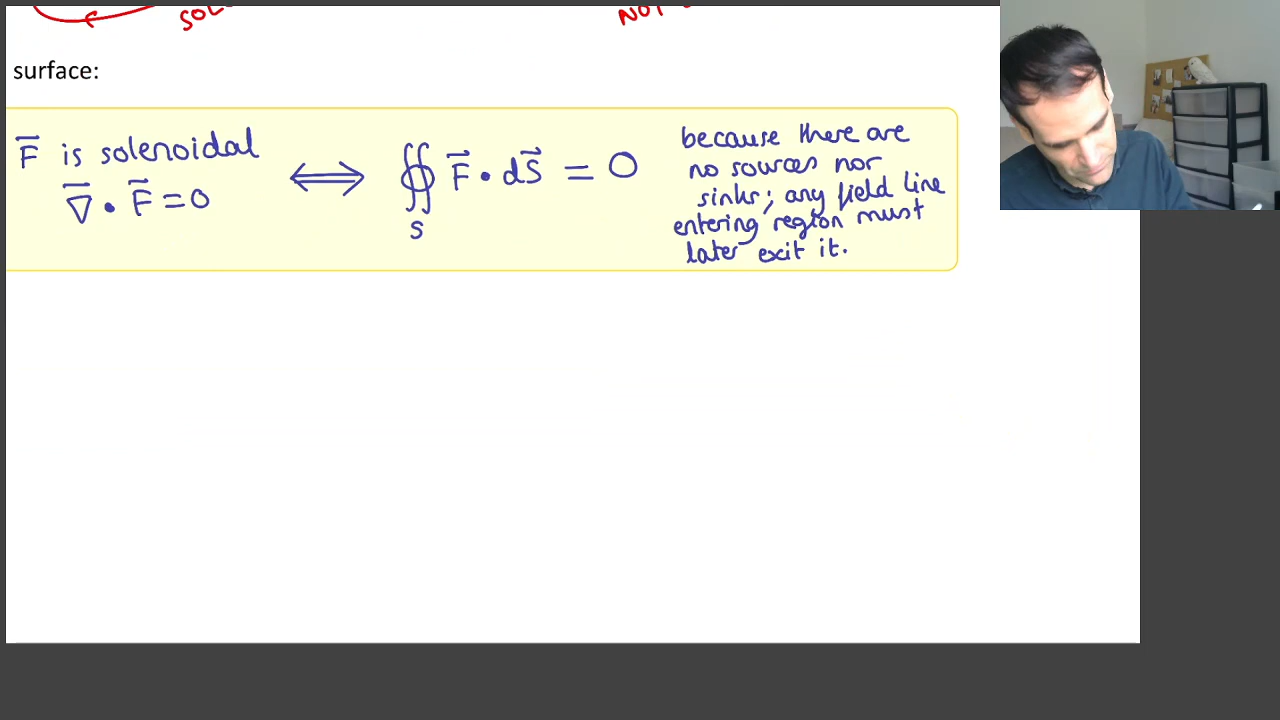 surface:
F⃗ is solenoidal
∇⃗ • F⃗ = 0
⟺ ∯ F⃗ • dS⃗ = 0
S
because there are
no sources nor
sinks; any field line
entering region must
later exit it.